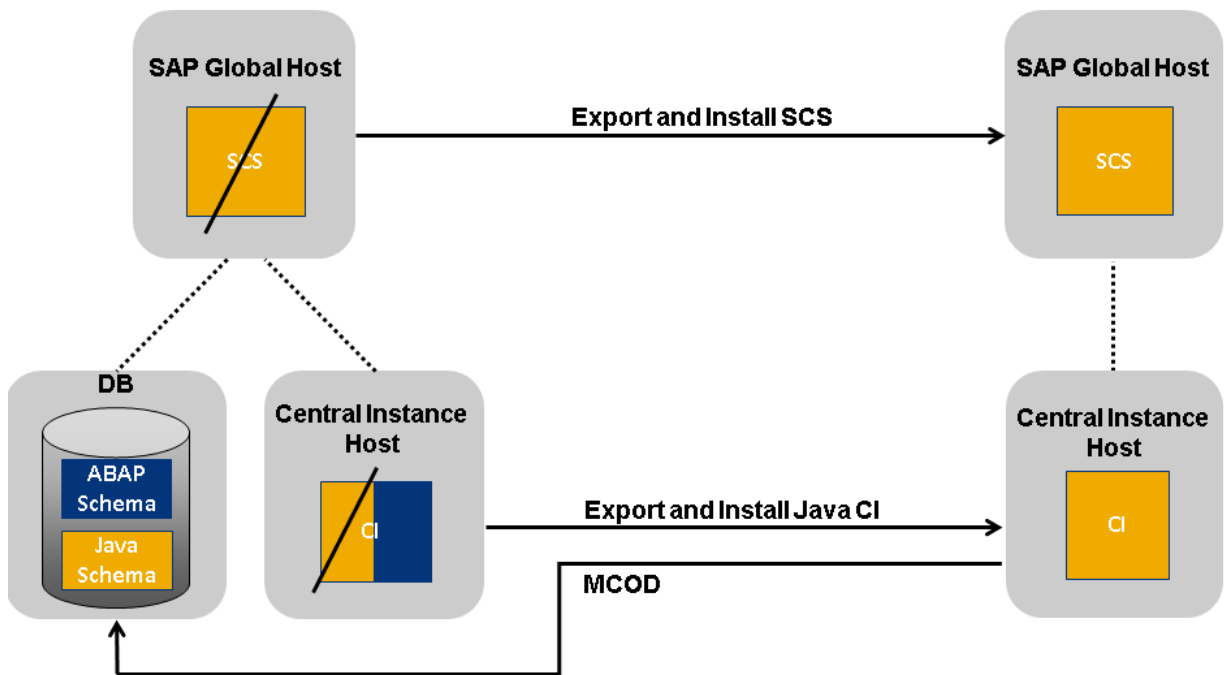 SAP Global Host
SCS
Export and Install SCS
SAP Global Host
SCS
DB
ABAP
Schema
Java
Schema
Central Instance
Host
CI
Export and Install Java CI
MCOD
Central Instance
Host
CI